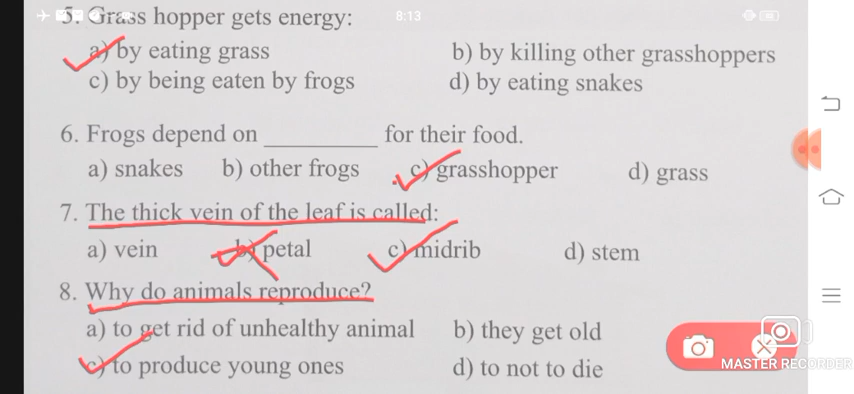 5. Grass hopper gets energy:
8:13
a) by eating grass b) by killing other grasshoppers
c) by being eaten by frogs d) by eating snakes
6. Frogs depend on __________ for their food.
a) snakes b) other frogs c) grasshopper d) grass
7. The thick vein of the leaf is called:
a) vein b) petal c) midrib d) stem
8. Why do animals reproduce?
a) to get rid of unhealthy animal b) they get old
c) to produce young ones d) to not to die
MASTER RECORDER